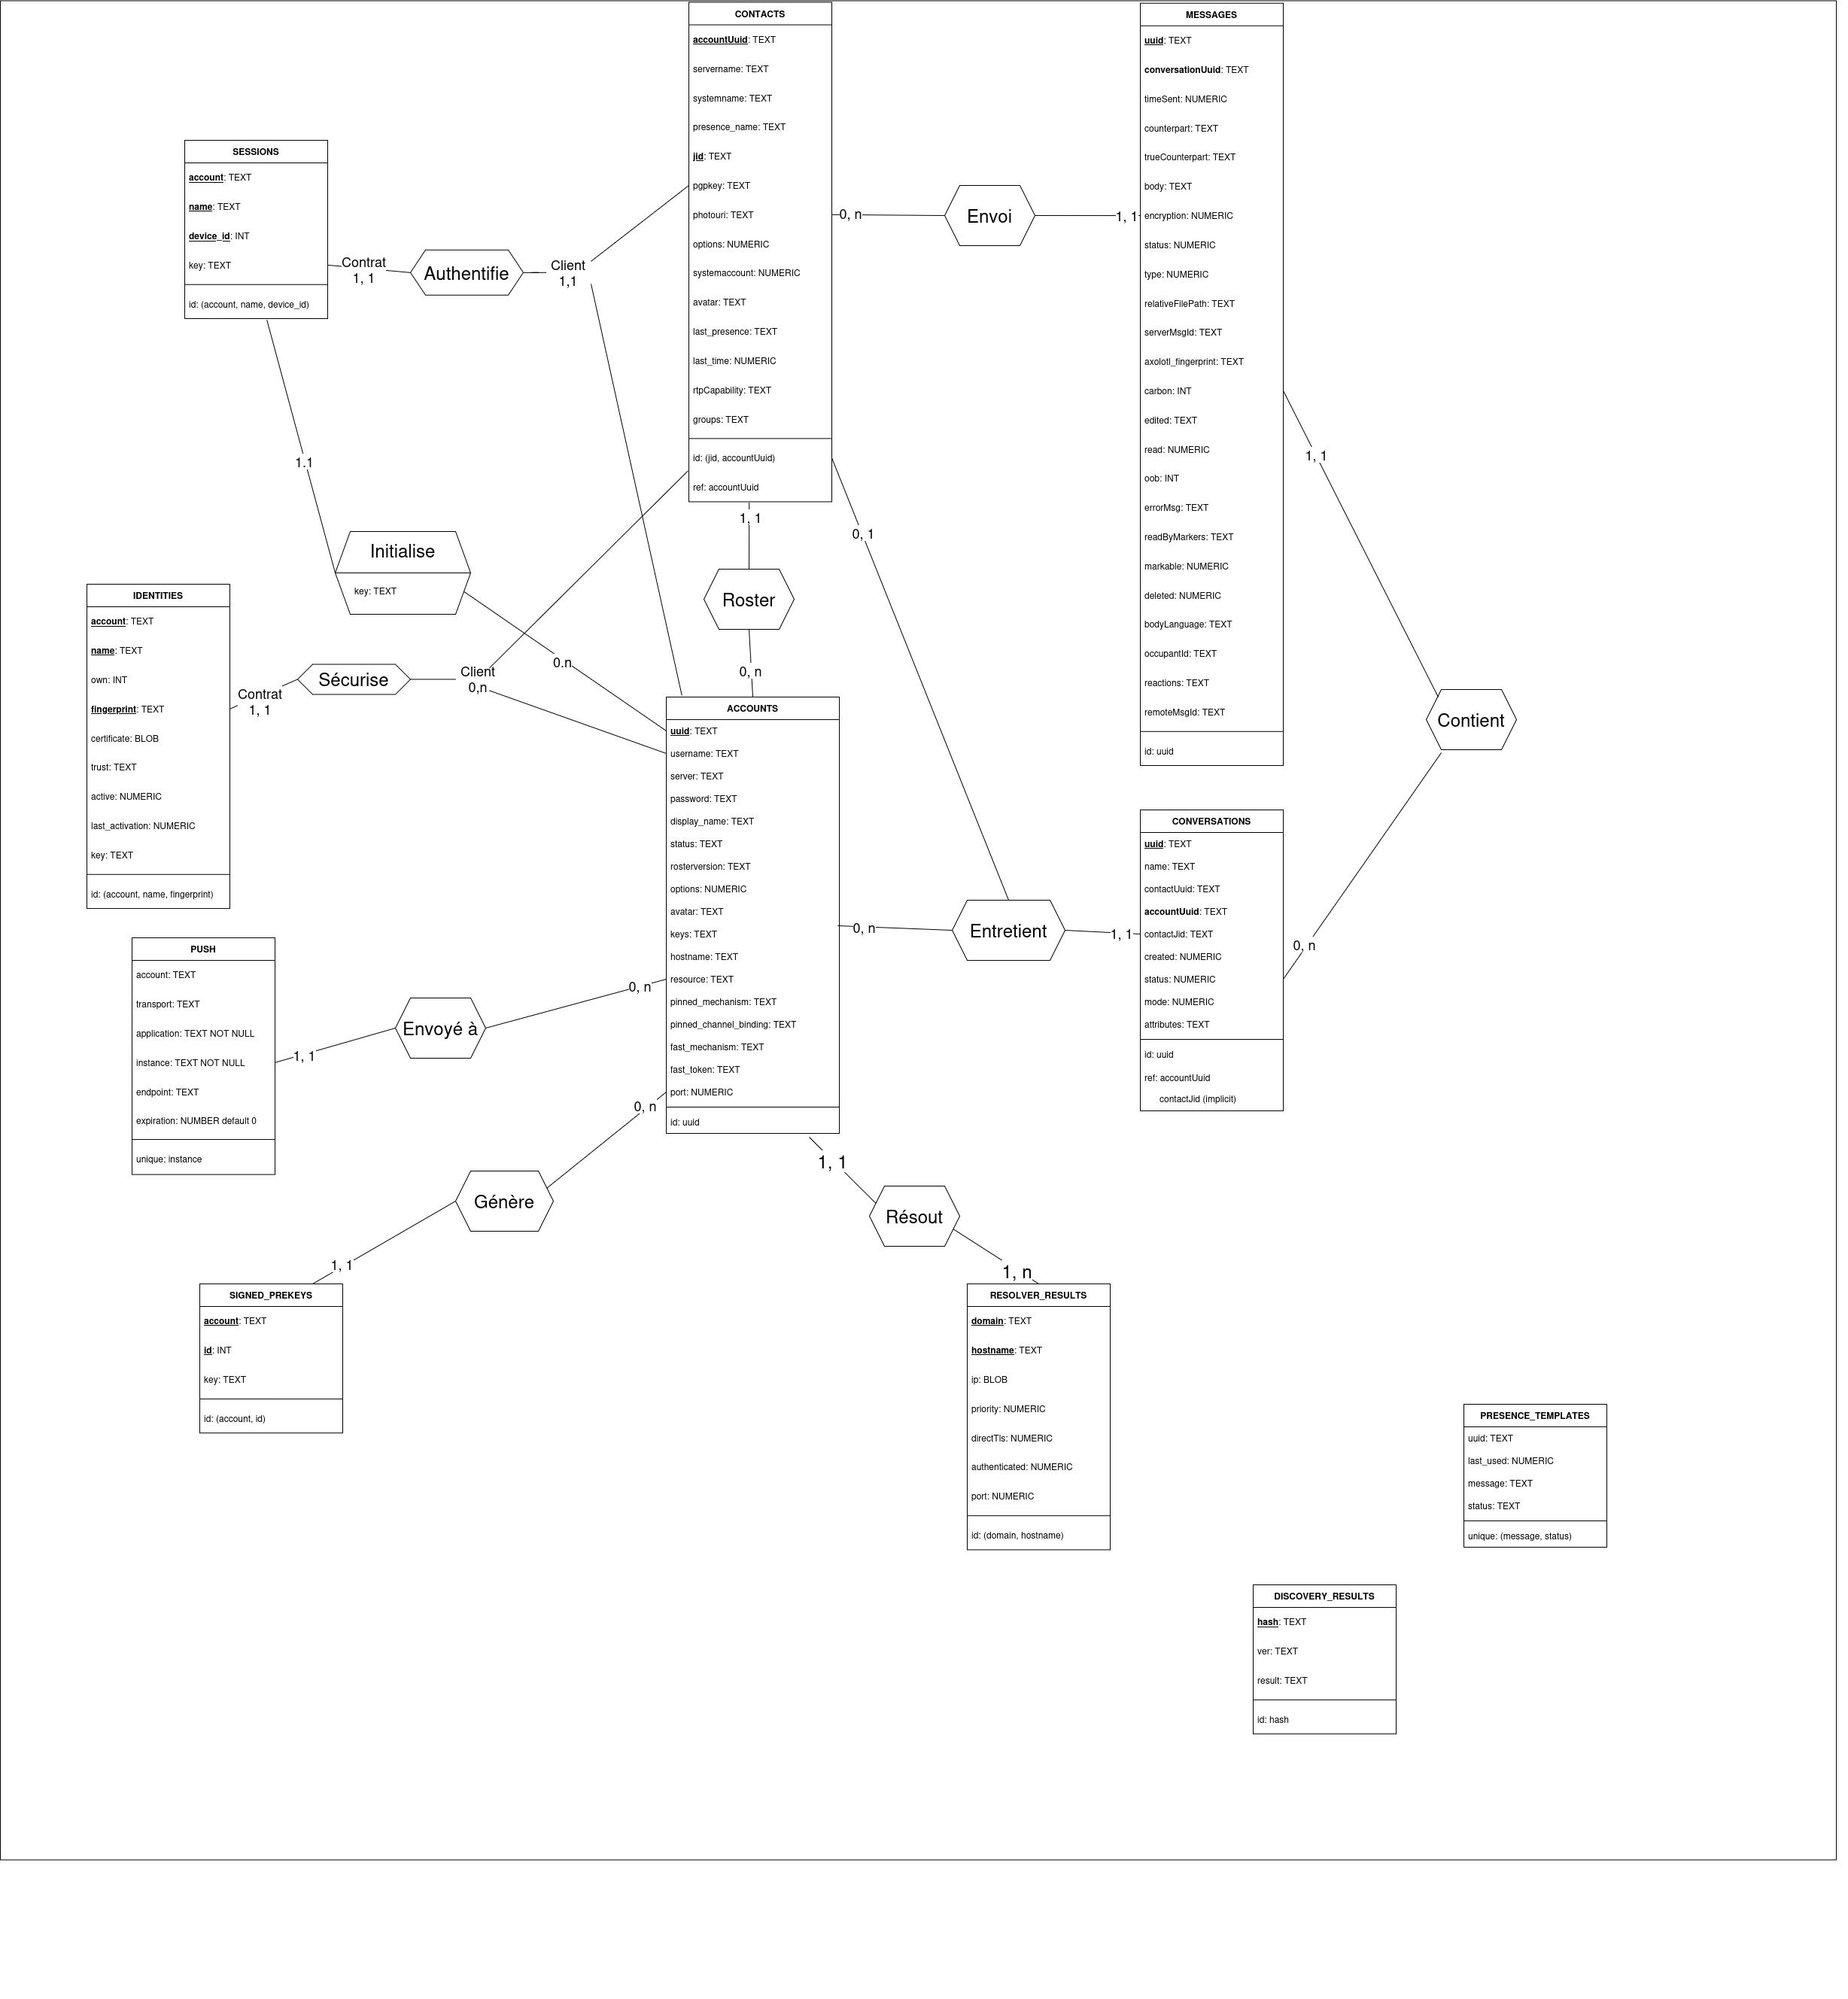 CONTACTS
accountUuid: TEXT
servername: TEXT
systemname: TEXT
presence_name: TEXT
jid: TEXT
pgpkey: TEXT
photouri: TEXT
options: NUMERIC
systemaccount: NUMERIC
avatar: TEXT
last_presence: TEXT
last_time: NUMERIC
rtpCapability: TEXT
groups: TEXT
id: (jid, accountUuid)
ref: accountUuid
MESSAGES
uuid: TEXT
conversationUuid: TEXT
timeSent: NUMERIC
counterpart: TEXT
trueCounterpart: TEXT
body: TEXT
encryption: NUMERIC
status: NUMERIC
type: NUMERIC
relativeFilePath: TEXT
serverMsgId: TEXT
axolotl_fingerprint: TEXT
carbon: INT
edited: TEXT
read: NUMERIC
oob: INT
errorMsg: TEXT
readByMarkers: TEXT
markable: NUMERIC
deleted: NUMERIC
bodyLanguage: TEXT
occupantId: TEXT
reactions: TEXT
remoteMsgId: TEXT
id: uuid
SESSIONS
account: TEXT
name: TEXT
device_id: INT
key: TEXT
id: (account, name, device_id)
Contrat
1, 1
Authentifie
Client
1,1
0, n
Envoi
1, 1
1, 1
1.1
Initialise
key: TEXT
0.n
1, 1
Roster
0, n
0, 1
IDENTITIES
account: TEXT
name: TEXT
own: INT
fingerprint: TEXT
certificate: BLOB
trust: TEXT
active: NUMERIC
last_activation: NUMERIC
key: TEXT
id: (account, name, fingerprint)
Contrat
1, 1
Sécurise
Client
0,n
ACCOUNTS
uuid: TEXT
username: TEXT
server: TEXT
password: TEXT
display_name: TEXT
status: TEXT
rosterversion: TEXT
options: NUMERIC
avatar: TEXT
keys: TEXT
hostname: TEXT
resource: TEXT
pinned_mechanism: TEXT
pinned_channel_binding: TEXT
fast_mechanism: TEXT
fast_token: TEXT
port: NUMERIC
id: uuid
Contient
0, n
CONVERSATIONS
uuid: TEXT
name: TEXT
contactUuid: TEXT
accountUuid: TEXT
contactJid: TEXT
created: NUMERIC
status: NUMERIC
mode: NUMERIC
attributes: TEXT
id: uuid
ref: accountUuid
contactJid (implicit)
0, n
Entretient
1, 1
PUSH
account: TEXT
transport: TEXT
application: TEXT NOT NULL
instance: TEXT NOT NULL
endpoint: TEXT
expiration: NUMBER default 0
unique: instance
1, 1
Envoyé à
0, n
0, n
Génère
1, 1
1, 1
Résout
1, n
SIGNED_PREKEYS
account: TEXT
id: INT
key: TEXT
id: (account, id)
RESOLVER_RESULTS
domain: TEXT
hostname: TEXT
ip: BLOB
priority: NUMERIC
directTls: NUMERIC
authenticated: NUMERIC
port: NUMERIC
id: (domain, hostname)
PRESENCE_TEMPLATES
uuid: TEXT
last_used: NUMERIC
message: TEXT
status: TEXT
unique: (message, status)
DISCOVERY_RESULTS
hash: TEXT
ver: TEXT
result: TEXT
id: hash